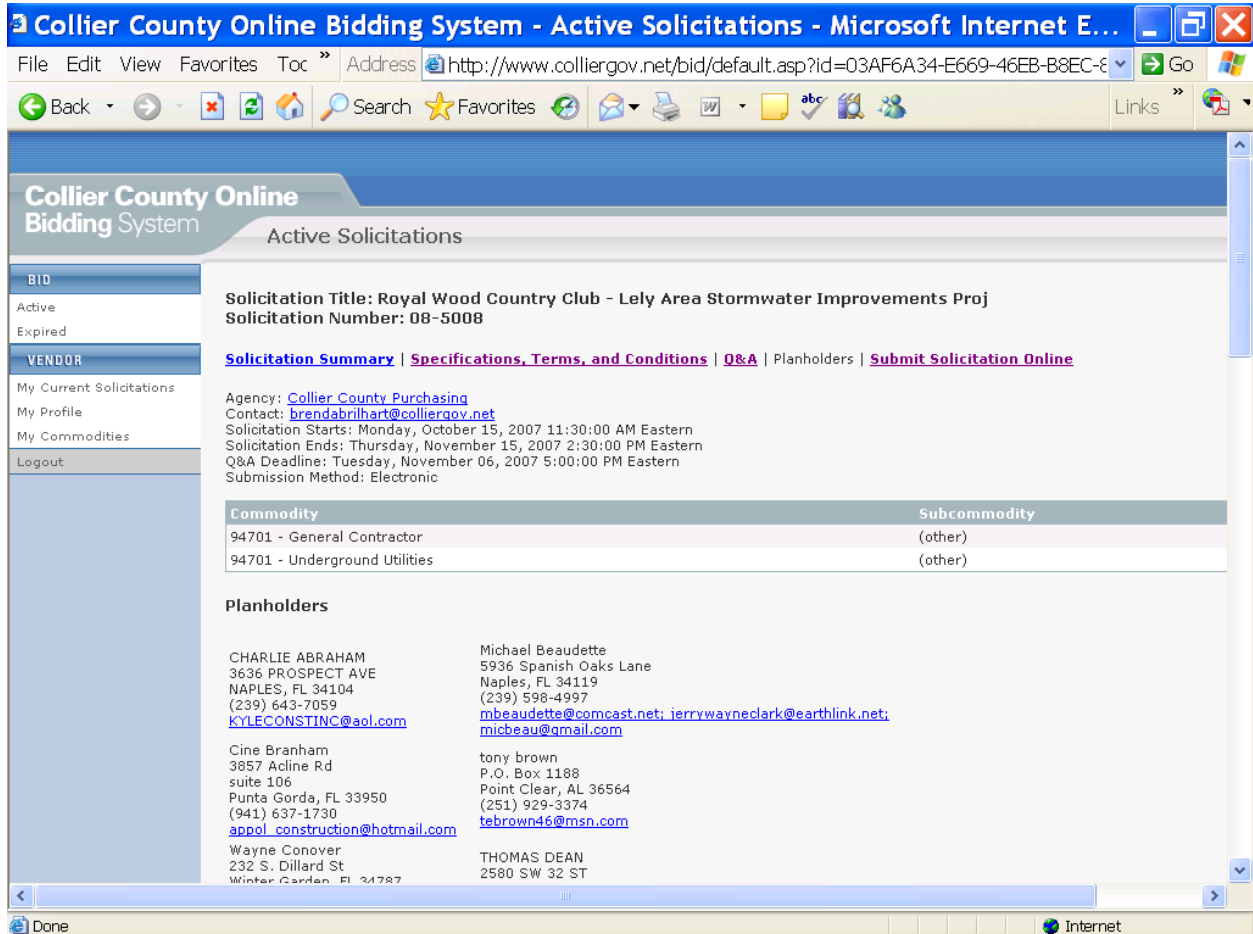 Collier County Online Bidding System - Active Solicitations - Microsoft Internet E...
File Edit View Favorites Toc » Address http://www.colliergov.net/bid/default.asp?id=03AF6A34-E669-46EB-B8EC-8 Go
Back Search Favorites Links »
Collier County Online
Bidding System
Active Solicitations
BID
Active
Expired
VENDOR
My Current Solicitations
My Profile
My Commodities
Logout
Solicitation Title: Royal Wood Country Club - Lely Area Stormwater Improvements Proj
Solicitation Number: 08-5008
Solicitation Summary | Specifications, Terms, and Conditions | Q&A | Planholders | Submit Solicitation Online
Agency: Collier County Purchasing
Contact: brendabrilhart@colliergov.net
Solicitation Starts: Monday, October 15, 2007 11:30:00 AM Eastern
Solicitation Ends: Thursday, November 15, 2007 2:30:00 PM Eastern
Q&A Deadline: Tuesday, November 06, 2007 5:00:00 PM Eastern
Submission Method: Electronic
Commodity Subcommodity
94701 - General Contractor (other)
94701 - Underground Utilities (other)
Planholders
CHARLIE ABRAHAM
3636 PROSPECT AVE
NAPLES, FL 34104
(239) 643-7059
KYLECONSTINC@aol.com
Michael Beaudette
5936 Spanish Oaks Lane
Naples, FL 34119
(239) 598-4997
mbeaudette@comcast.net; jerrywayneclark@earthlink.net;
micbeau@gmail.com
Cine Branham
3857 Acline Rd
suite 106
Punta Gorda, FL 33950
(941) 637-1730
appol_construction@hotmail.com
tony brown
P.O. Box 1188
Point Clear, AL 36564
(251) 929-3374
tebrown46@msn.com
Wayne Conover
232 S. Dillard St
Winter Garden, FL 34787
THOMAS DEAN
2580 SW 32 ST
Done Internet